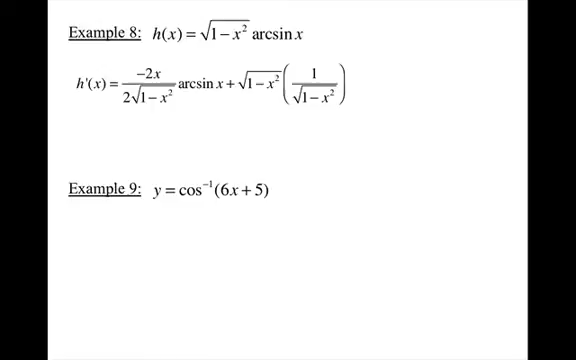 Example 8: h(x) = √(1 − x²) arcsin x
h'(x) = −2x / (2√(1 − x²)) arcsin x + √(1 − x²) (1 / √(1 − x²))
Example 9: y = cos⁻¹(6x + 5)